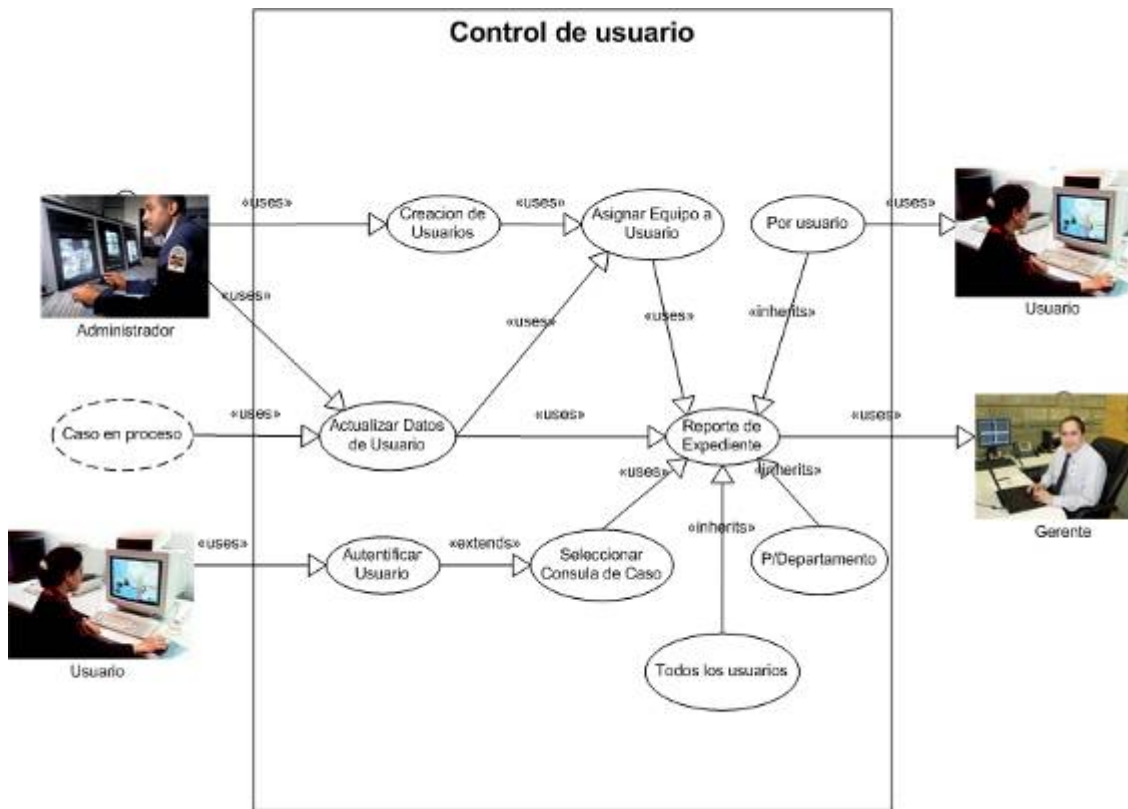 Control de usuario
«uses»
«uses»
«uses»
Creacion de
Usuarios
Asignar Equipo a
Usuario
Por usuario
Administrador
«uses»
Usuario
«uses»
«uses»
«inherits»
Caso en proceso
«uses»
Actualizar Datos
de Usuario
«uses»
Reporte de
Expediente
«uses»
«uses»
«inherits»
Gerente
«uses»
Autentificar
Usuario
«extends»
Seleccionar
Consula de Caso
«inherits»
P/Departamento
Usuario
Todos los usuarios